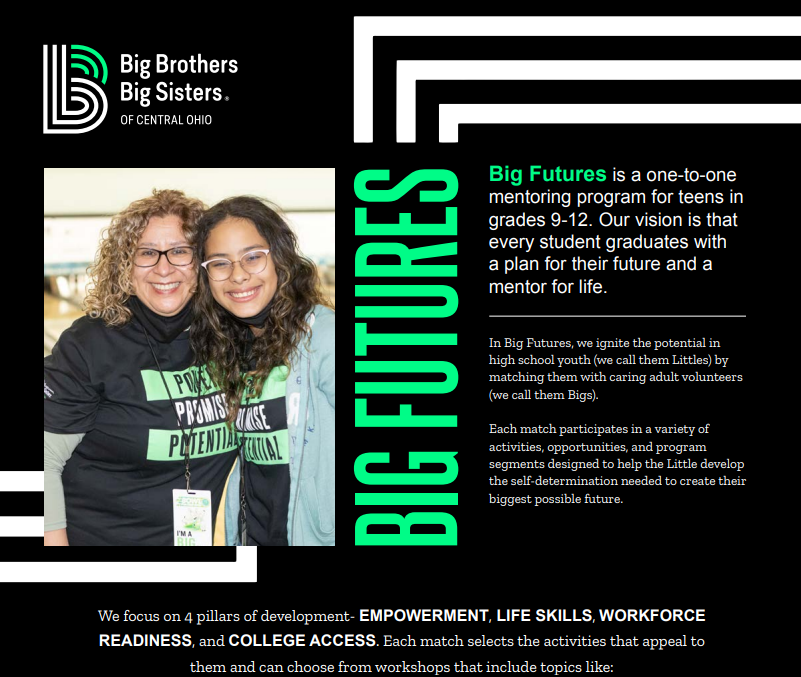 Big Brothers
Big Sisters®
OF CENTRAL OHIO
BIG FUTURES
Big Futures is a one-to-one
mentoring program for teens in
grades 9-12. Our vision is that
every student graduates with
a plan for their future and a
mentor for life.
In Big Futures, we ignite the potential in
high school youth (we call them Littles) by
matching them with caring adult volunteers
(we call them Bigs).
Each match participates in a variety of
activities, opportunities, and program
segments designed to help the Little develop
the self-determination needed to create their
biggest possible future.
PROMISE
POTENTIAL
I'M A
BIG
We focus on 4 pillars of development- EMPOWERMENT, LIFE SKILLS, WORKFORCE
READINESS, and COLLEGE ACCESS. Each match selects the activities that appeal to
them and can choose from workshops that include topics like: